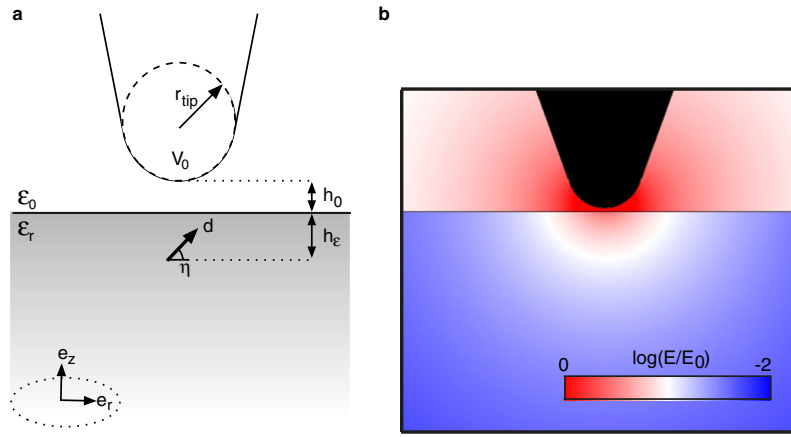 a
r_tip
V_0
h_0
ε_0
ε_r
d
h_ε
η
e_z
e_r
b
log(E/E_0)
0
-2